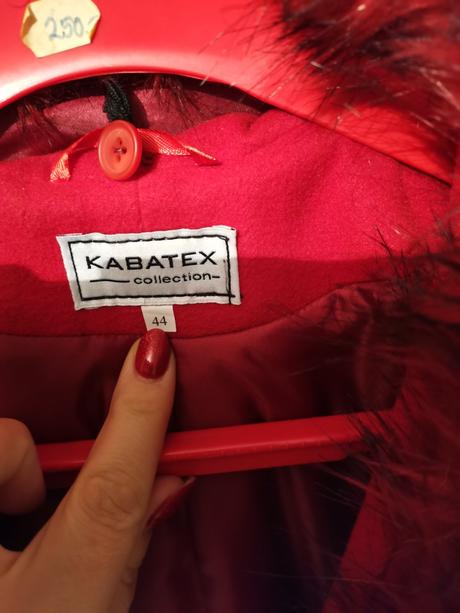 250.-
KABATEX
collection
44